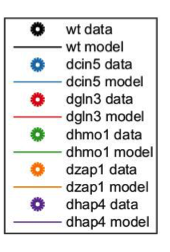 wt data
wt model
dcin5 data
dcin5 model
dgln3 data
dgln3 model
dhmo1 data
dhmo1 model
dzap1 data
dzap1 model
dhap4 data
dhap4 model